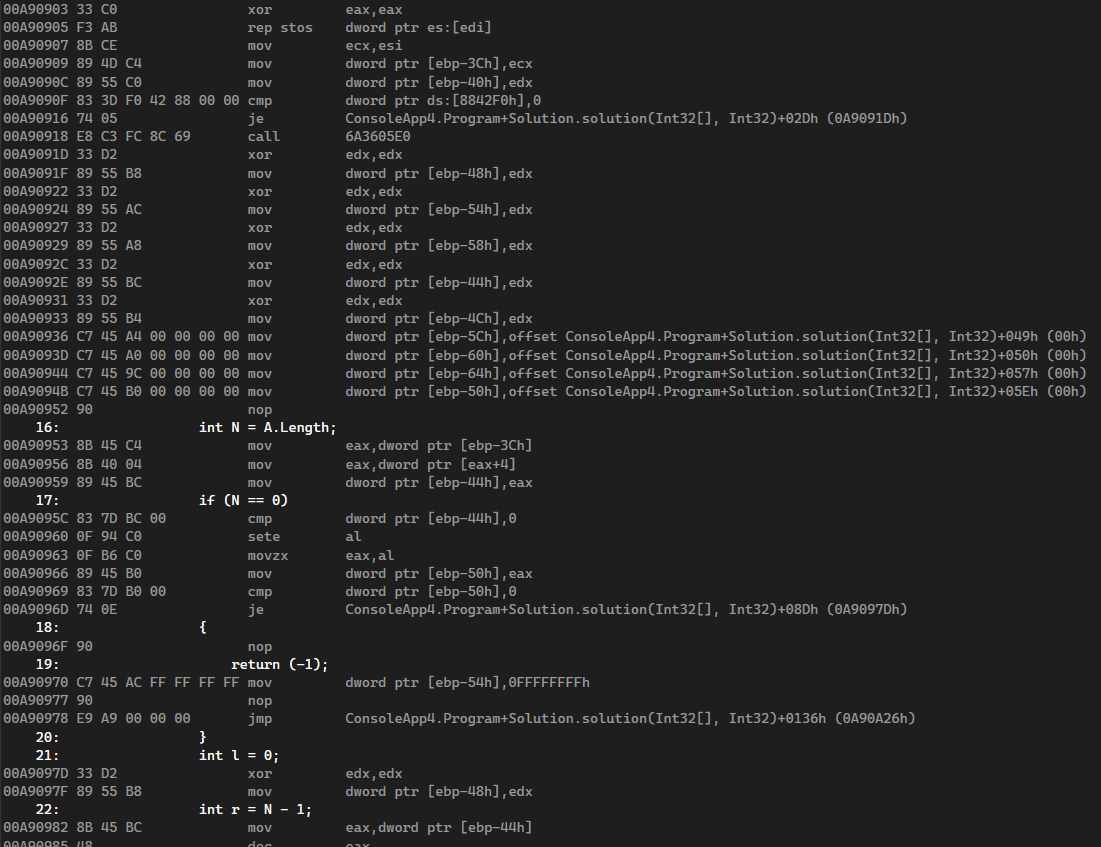 00A90903 33 C0                xor         eax,eax
00A90905 F3 AB                rep stos    dword ptr es:[edi]
00A90907 8B CE                mov         ecx,esi
00A90909 89 4D C4             mov         dword ptr [ebp-3Ch],ecx
00A9090C 89 55 C0             mov         dword ptr [ebp-40h],edx
00A9090F 83 3D F0 42 88 00 00 cmp         dword ptr ds:[8842F0h],0
00A90916 74 05                je          ConsoleApp4.Program+Solution.solution(Int32[], Int32)+02Dh (0A9091Dh)
00A90918 E8 C3 FC 8C 69       call        6A3605E0
00A9091D 33 D2                xor         edx,edx
00A9091F 89 55 B8             mov         dword ptr [ebp-48h],edx
00A90922 33 D2                xor         edx,edx
00A90924 89 55 AC             mov         dword ptr [ebp-54h],edx
00A90927 33 D2                xor         edx,edx
00A90929 89 55 A8             mov         dword ptr [ebp-58h],edx
00A9092C 33 D2                xor         edx,edx
00A9092E 89 55 BC             mov         dword ptr [ebp-44h],edx
00A90931 33 D2                xor         edx,edx
00A90933 89 55 B4             mov         dword ptr [ebp-4Ch],edx
00A90936 C7 45 A4 00 00 00 00 mov         dword ptr [ebp-5Ch],offset ConsoleApp4.Program+Solution.solution(Int32[], Int32)+049h (00h)
00A9093D C7 45 A0 00 00 00 00 mov         dword ptr [ebp-60h],offset ConsoleApp4.Program+Solution.solution(Int32[], Int32)+050h (00h)
00A90944 C7 45 9C 00 00 00 00 mov         dword ptr [ebp-64h],offset ConsoleApp4.Program+Solution.solution(Int32[], Int32)+057h (00h)
00A9094B C7 45 B0 00 00 00 00 mov         dword ptr [ebp-50h],offset ConsoleApp4.Program+Solution.solution(Int32[], Int32)+05Eh (00h)
00A90952 90                   nop
    16:                 int N = A.Length;
00A90953 8B 45 C4             mov         eax,dword ptr [ebp-3Ch]
00A90956 8B 40 04             mov         eax,dword ptr [eax+4]
00A90959 89 45 BC             mov         dword ptr [ebp-44h],eax
    17:                 if (N == 0)
00A9095C 83 7D BC 00          cmp         dword ptr [ebp-44h],0
00A90960 0F 94 C0             sete        al
00A90963 0F B6 C0             movzx       eax,al
00A90966 89 45 B0             mov         dword ptr [ebp-50h],eax
00A90969 83 7D B0 00          cmp         dword ptr [ebp-50h],0
00A9096D 74 0E                je          ConsoleApp4.Program+Solution.solution(Int32[], Int32)+08Dh (0A9097Dh)
    18:                 {
00A9096F 90                   nop
    19:                     return (-1);
00A90970 C7 45 AC FF FF FF FF mov         dword ptr [ebp-54h],0FFFFFFFFh
00A90977 90                   nop
00A90978 E9 A9 00 00 00       jmp         ConsoleApp4.Program+Solution.solution(Int32[], Int32)+0136h (0A90A26h)
    20:                 }
    21:                 int l = 0;
00A9097D 33 D2                xor         edx,edx
00A9097F 89 55 B8             mov         dword ptr [ebp-48h],edx
    22:                 int r = N - 1;
00A90982 8B 45 BC             mov         eax,dword ptr [ebp-44h]
00A90985 48                   dec         eax